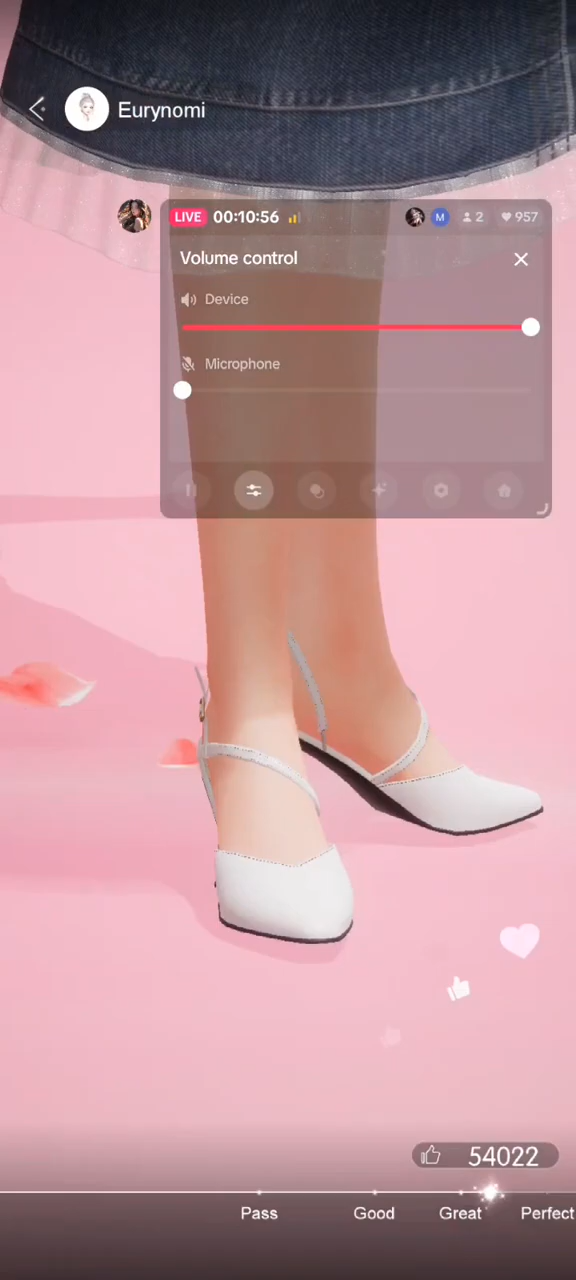 Eurynomi
LIVE 00:10:56 M 2 957
Volume control
Device
Microphone
54022
Pass Good Great Perfect